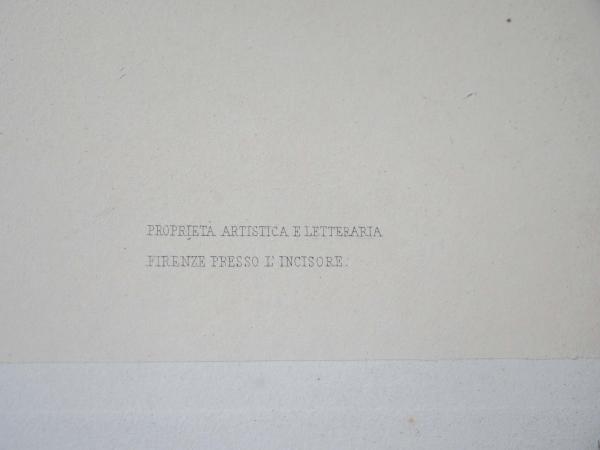 PROPRIETÀ ARTISTICA E LETTERARIA
FIRENZE PRESSO L'INCISORE.